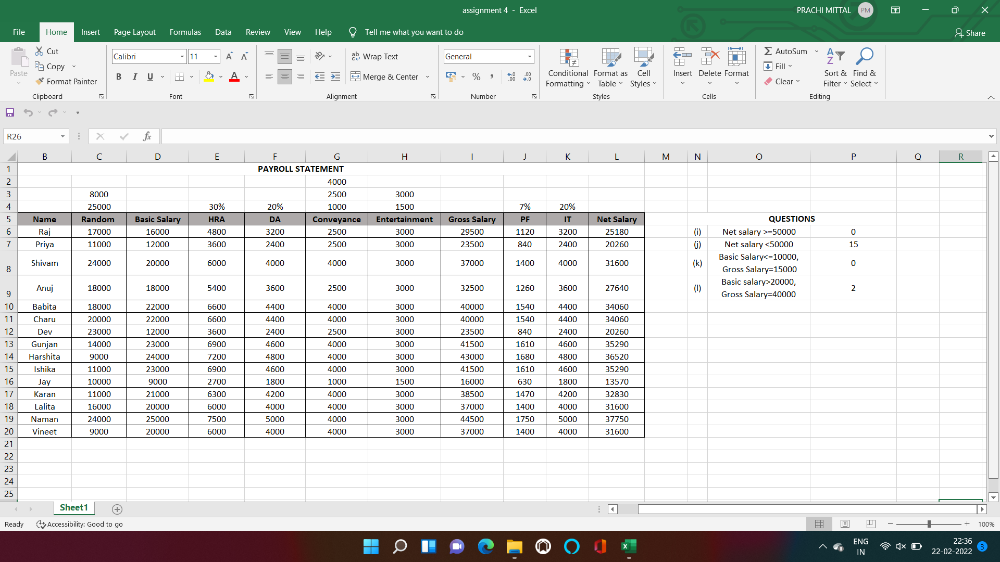 assignment 4 - Excel
PRACHI MITTAL PM
File Home Insert Page Layout Formulas Data Review View Help Tell me what you want to do Share
Paste
Cut
Copy
Format Painter
Clipboard
Calibri 11 A A
B I U A
Font
ab Wrap Text
Merge & Center
Alignment
General
% ,
Number
Conditional Formatting
Format as Table
Cell Styles
Styles
Insert Delete Format
Cells
AutoSum
Fill
Clear
Sort & Filter
Find & Select
Editing
R26 fx
B C D E F G H I J K L M N O P Q R
1 PAYROLL STATEMENT
2 4000
3 8000 2500 3000
4 25000 30% 20% 1000 1500 7% 20%
5 Name Random Basic Salary HRA DA Conveyance Entertainment Gross Salary PF IT Net Salary QUESTIONS
6 Raj 17000 16000 4800 3200 2500 3000 29500 1120 3200 25180 (i) Net salary >=50000 0
7 Priya 11000 12000 3600 2400 2500 3000 23500 840 2400 20260 (j) Net salary <50000 15
8 Shivam 24000 20000 6000 4000 4000 3000 37000 1400 4000 31600 (k) Basic Salary<=10000, Gross Salary=15000 0
9 Anuj 18000 18000 5400 3600 2500 3000 32500 1260 3600 27640 (l) Basic salary>20000, Gross Salary=40000 2
10 Babita 18000 22000 6600 4400 4000 3000 40000 1540 4400 34060
11 Charu 20000 22000 6600 4400 4000 3000 40000 1540 4400 34060
12 Dev 23000 12000 3600 2400 2500 3000 23500 840 2400 20260
13 Gunjan 14000 23000 6900 4600 4000 3000 41500 1610 4600 35290
14 Harshita 9000 24000 7200 4800 4000 3000 43000 1680 4800 36520
15 Ishika 11000 23000 6900 4600 4000 3000 41500 1610 4600 35290
16 Jay 10000 9000 2700 1800 1000 1500 16000 630 1800 13570
17 Karan 11000 21000 6300 4200 4000 3000 38500 1470 4200 32830
18 Lalita 16000 20000 6000 4000 4000 3000 37000 1400 4000 31600
19 Naman 24000 25000 7500 5000 4000 3000 44500 1750 5000 37750
20 Vineet 9000 20000 6000 4000 4000 3000 37000 1400 4000 31600
21
22
23
24
25
Sheet1
Ready Accessibility: Good to go 100%
ENG
IN
22:36
22-02-2022
3